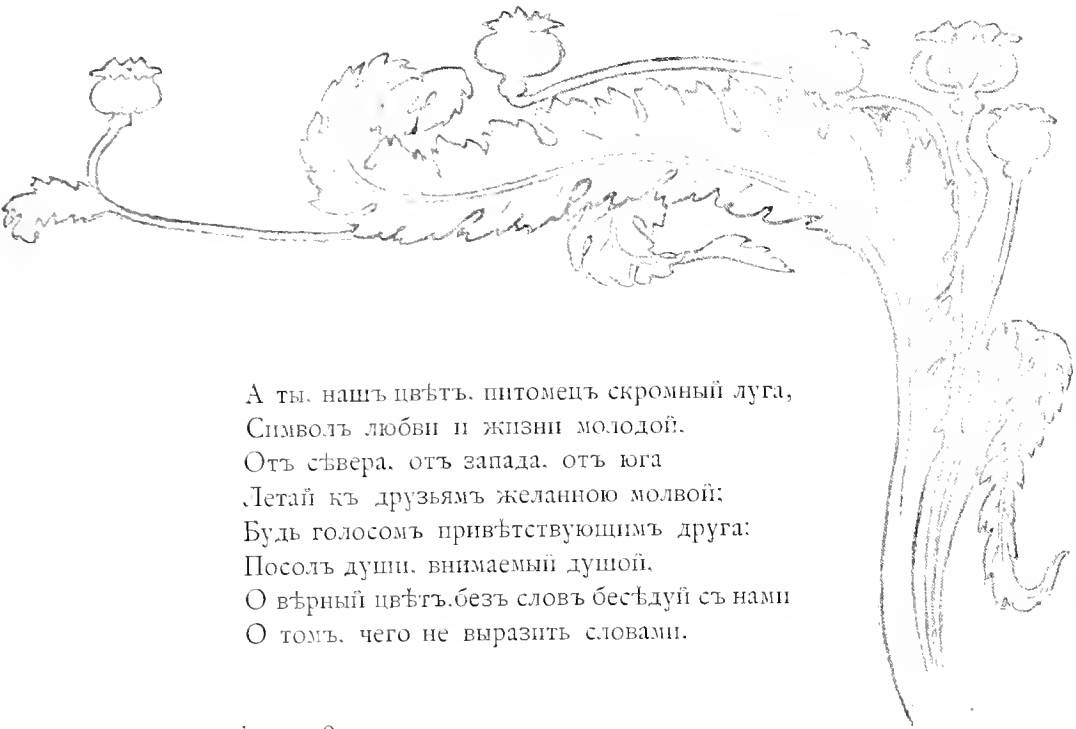 А ты, нашъ цвѣтъ, питомецъ скромный луга,
Символъ любви и жизни молодой,
Отъ сѣвера, отъ запада, отъ юга
Летай къ друзьямъ желанною молвой;
Будь голосомъ привѣтствующимъ друга:
Посолъ души, внимаемый душой,
О вѣрный цвѣтъ,безъ словъ бесѣдуй съ нами
О томъ, чего не выразить словами.